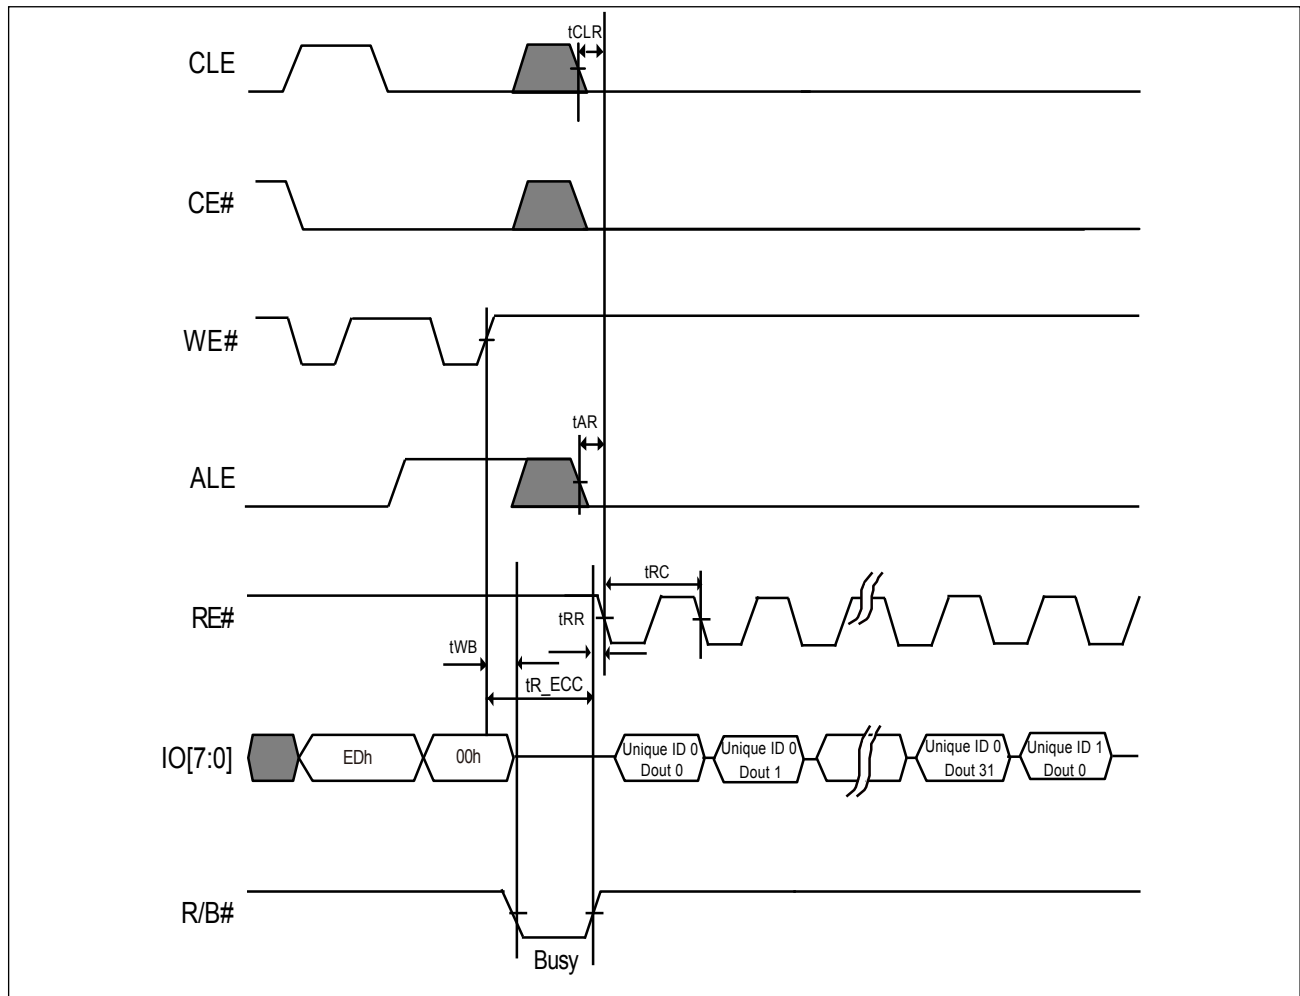 tCLR
CLE
CE#
WE#
tAR
ALE
tRC
RE#
tRR
tWB
tR_ECC
IO[7:0]
EDh
00h
Unique ID 0
Dout 0
Unique ID 0
Dout 1
Unique ID 0
Dout 31
Unique ID 1
Dout 0
R/B#
Busy